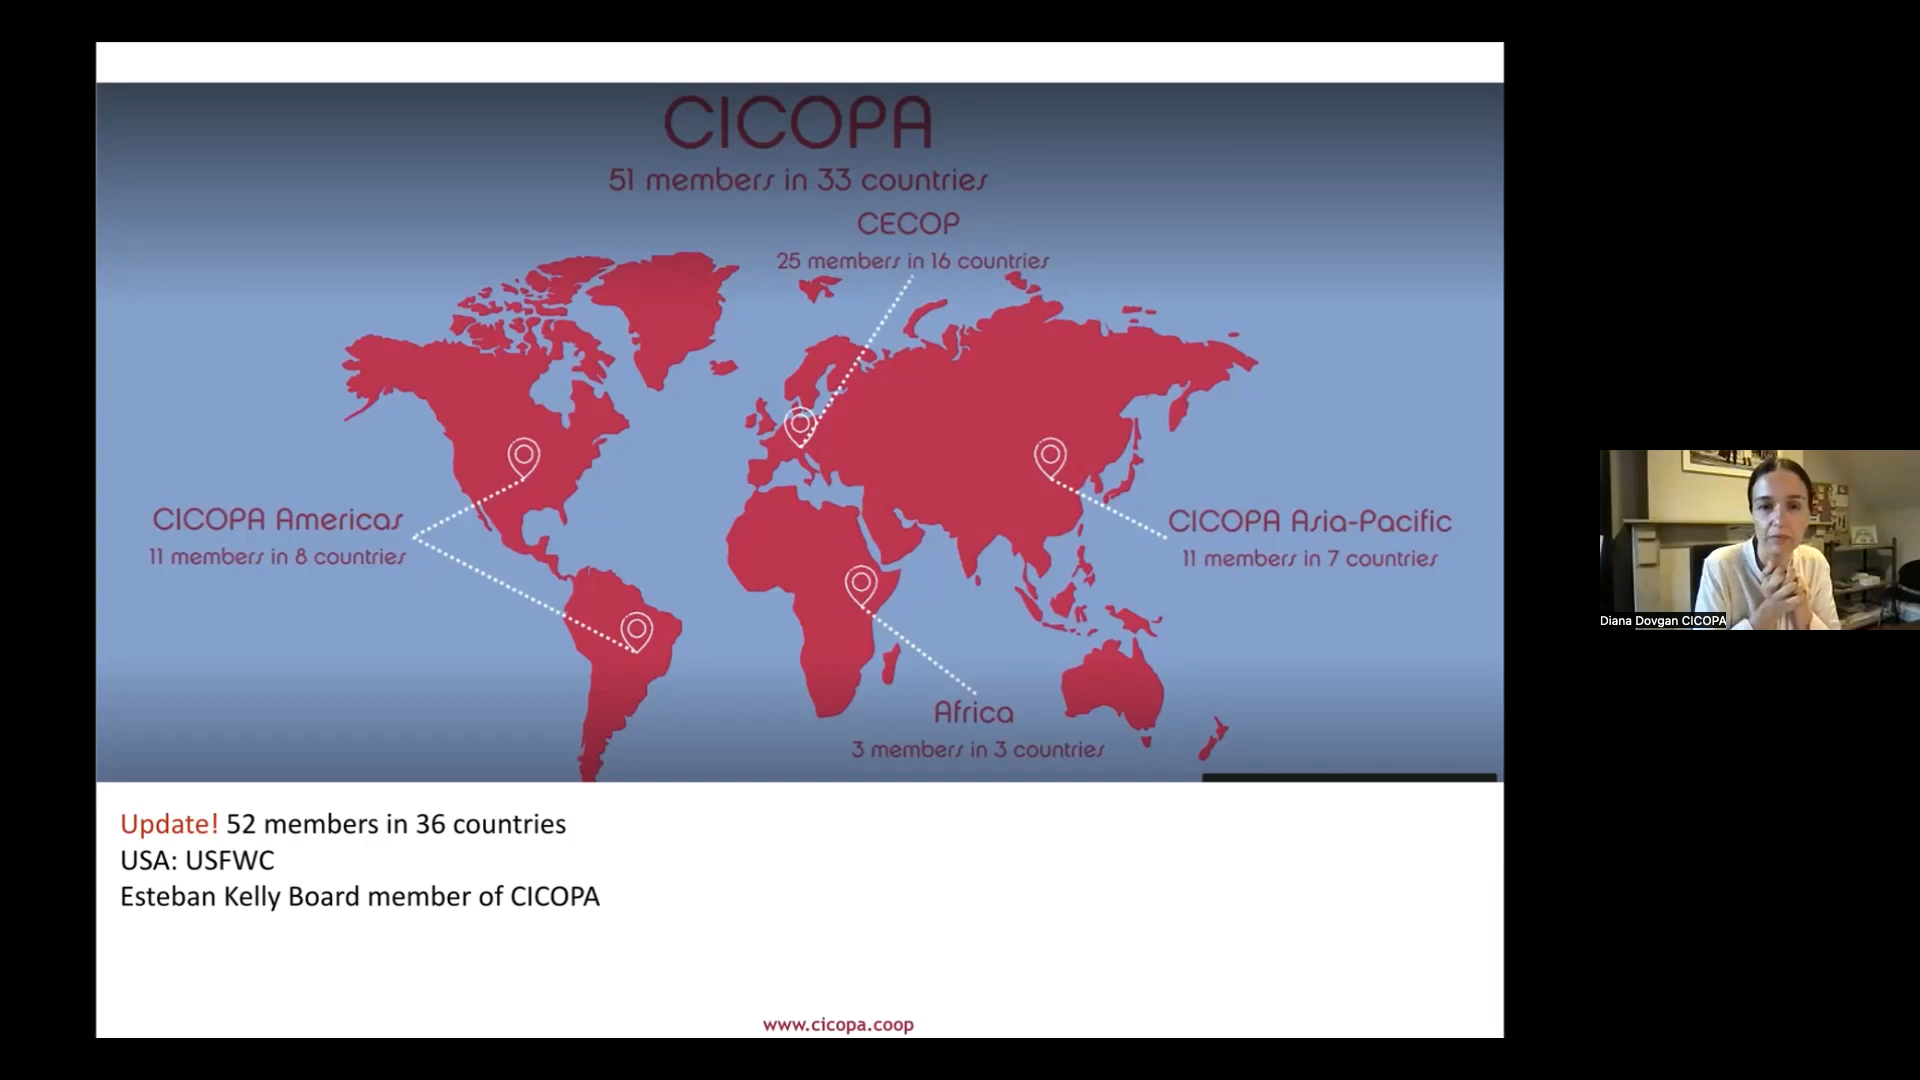 CICOPA
51 members in 33 countries
CECOP
25 members in 16 countries
CICOPA Americas
11 members in 8 countries
CICOPA Asia-Pacific
11 members in 7 countries
Africa
3 members in 3 countries
Update! 52 members in 36 countries
USA: USFWC
Esteban Kelly Board member of CICOPA
www.cicopa.coop
Diana Dovgan CICOPA